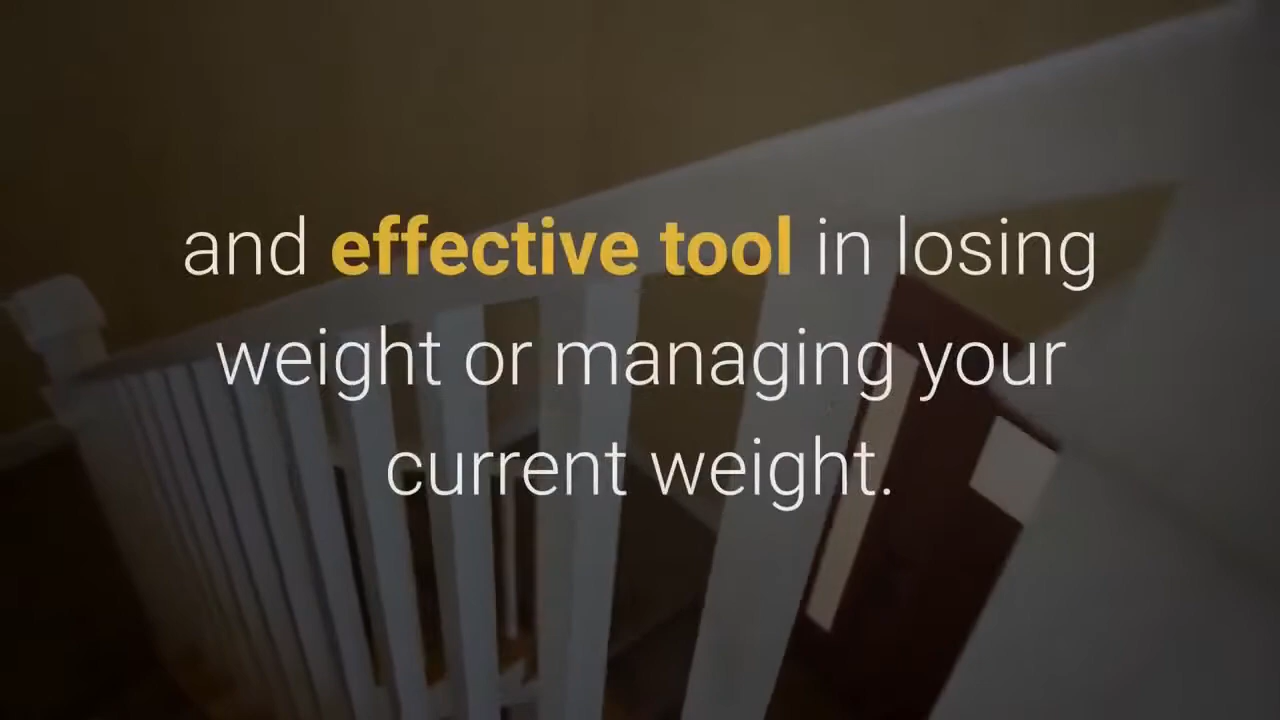 and effective tool in losing
weight or managing your
current weight.